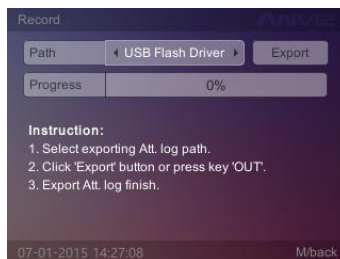 Record
ANVIZ
Path
USB Flash Driver
Export
Progress
0%
Instruction:
1. Select exporting Att. log path.
2. Click 'Export' button or press key 'OUT'.
3. Export Att. log finish.
07-01-2015 14:27:08
M/back